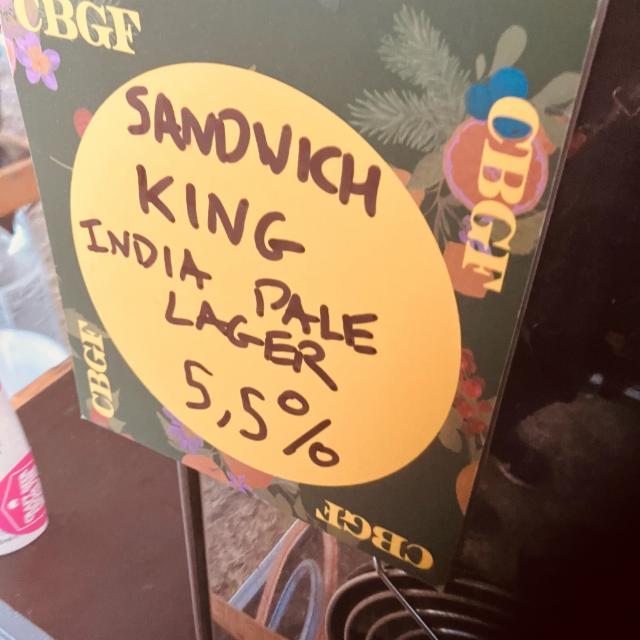 CBGF
SANDWICH
KING
INDIA PALE
LAGER
5,5%
CBGF
CBGF
CBGF